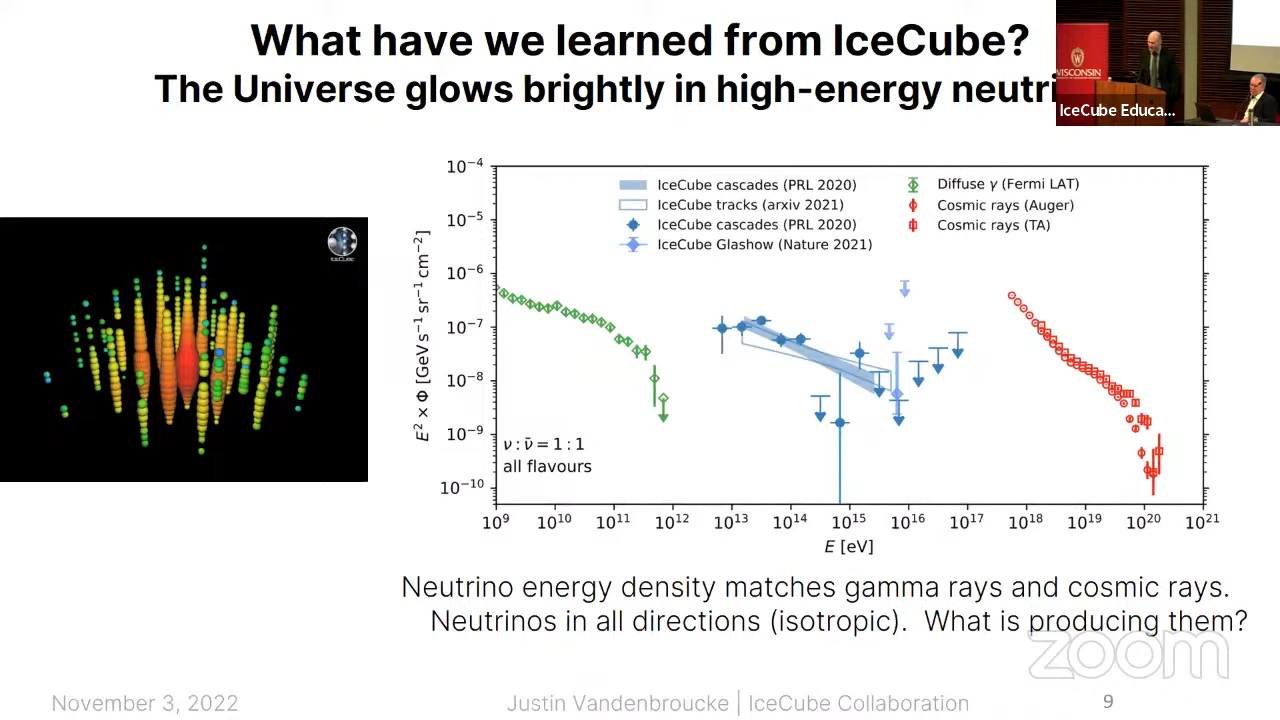 What have we learned from IceCube?
The Universe glows brightly in high-energy neutri
WISCONSIN
IceCube Educa...
IceCube
10⁻⁴
10⁻⁵
10⁻⁶
10⁻⁷
10⁻⁸
10⁻⁹
10⁻¹⁰
E² × Φ [GeV s⁻¹ sr⁻¹ cm⁻²]
IceCube cascades (PRL 2020)
IceCube tracks (arxiv 2021)
IceCube cascades (PRL 2020)
IceCube Glashow (Nature 2021)
Diffuse γ (Fermi LAT)
Cosmic rays (Auger)
Cosmic rays (TA)
ν : ν̄ = 1 : 1
all flavours
10⁹ 10¹⁰ 10¹¹ 10¹² 10¹³ 10¹⁴ 10¹⁵ 10¹⁶ 10¹⁷ 10¹⁸ 10¹⁹ 10²⁰ 10²¹
E [eV]
Neutrino energy density matches gamma rays and cosmic rays.
Neutrinos in all directions (isotropic). What is producing them?
zoom
November 3, 2022
Justin Vandenbroucke | IceCube Collaboration
9